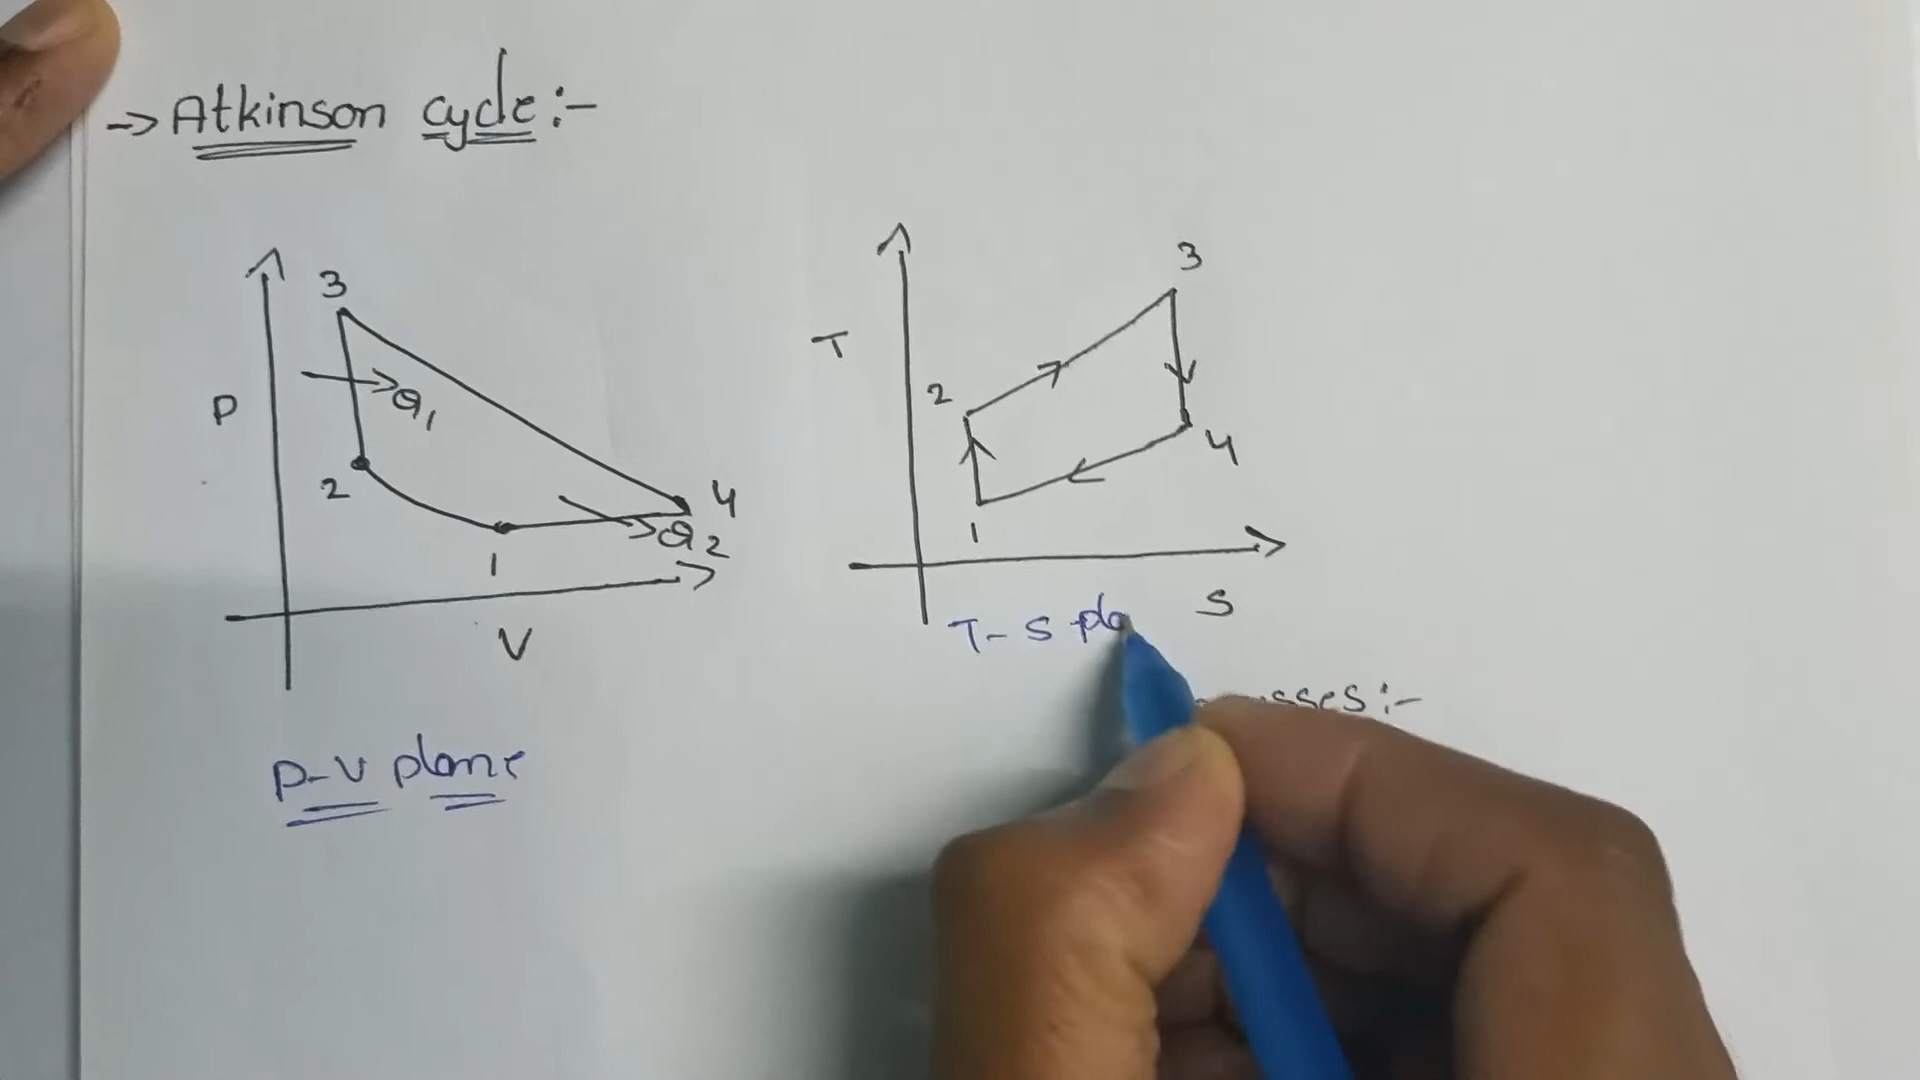 -> Atkinson cycle:-
3
P
Q1
2
4
Q2
1
V
P-V plane
3
T
2
4
1
S
T-S pla